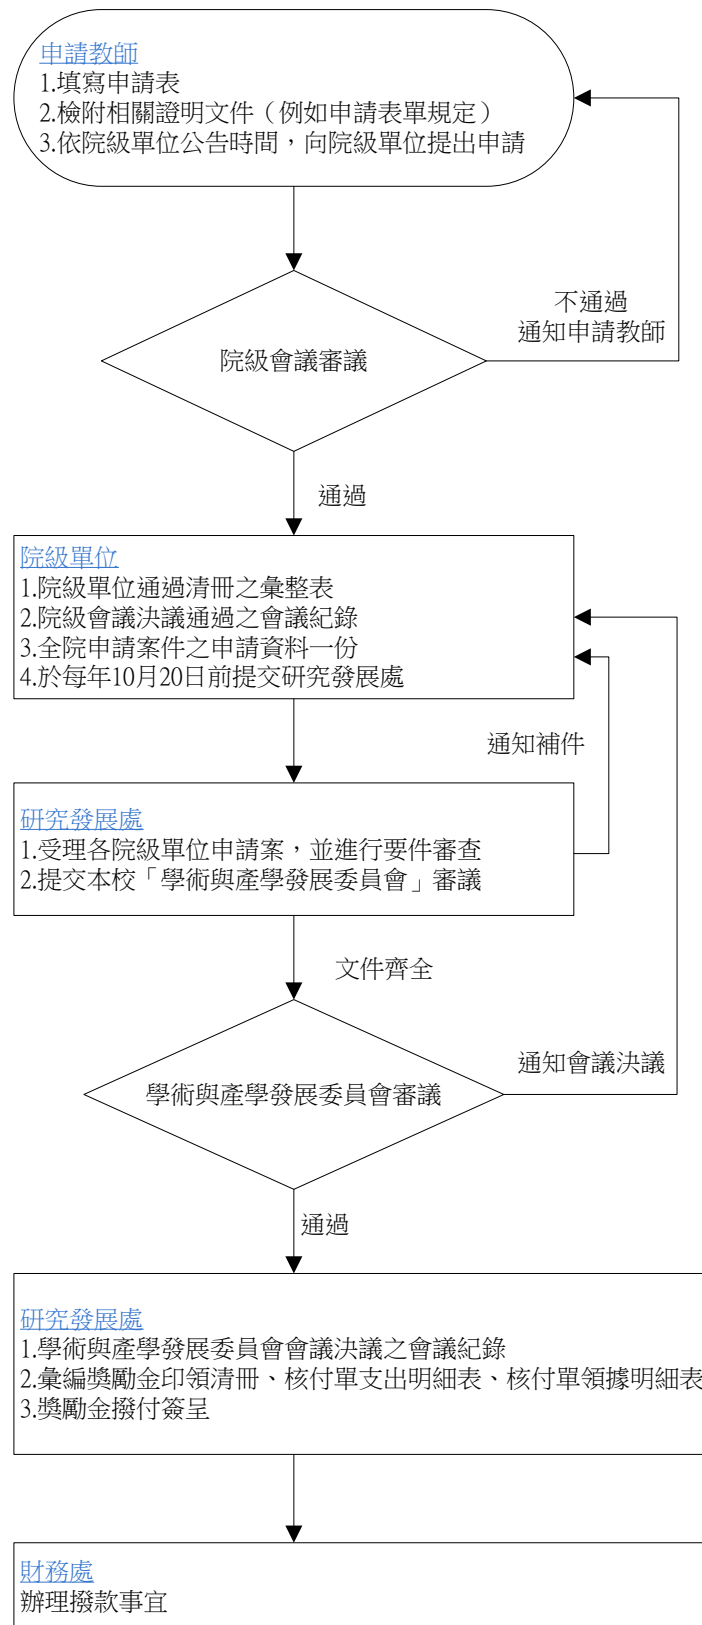 申請教師
1.填寫申請表
2.檢附相關證明文件（例如申請表單規定）
3.依院級單位公告時間，向院級單位提出申請
不通過
通知申請教師
院級會議審議
通過
院級單位
1.院級單位通過清冊之彙整表
2.院級會議決議通過之會議紀錄
3.全院申請案件之申請資料一份
4.於每年10月20日前提交研究發展處
通知補件
研究發展處
1.受理各院級單位申請案，並進行要件審查
2.提交本校「學術與產學發展委員會」審議
文件齊全
通知會議決議
學術與產學發展委員會審議
通過
研究發展處
1.學術與產學發展委員會會議決議之會議紀錄
2.彙編獎勵金印領清冊、核付單支出明細表、核付單領據明細表
3.獎勵金撥付簽呈
財務處
辦理撥款事宜